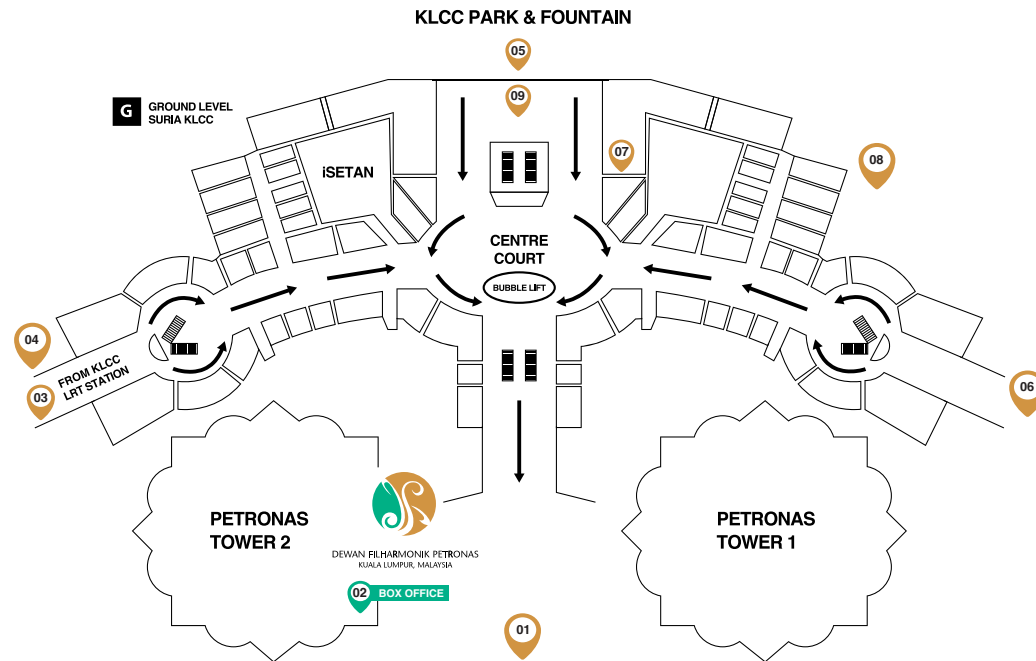 KLCC PARK & FOUNTAIN
05
09
G
GROUND LEVEL
SURIA KLCC
07
08
iSETAN
CENTRE
COURT
BUBBLE LIFT
04
FROM KLCC
LRT STATION
03
06
PETRONAS
TOWER 2
PETRONAS
TOWER 1
DEWAN FILHARMONIK PETRONAS
KUALA LUMPUR, MALAYSIA
02
BOX OFFICE
01